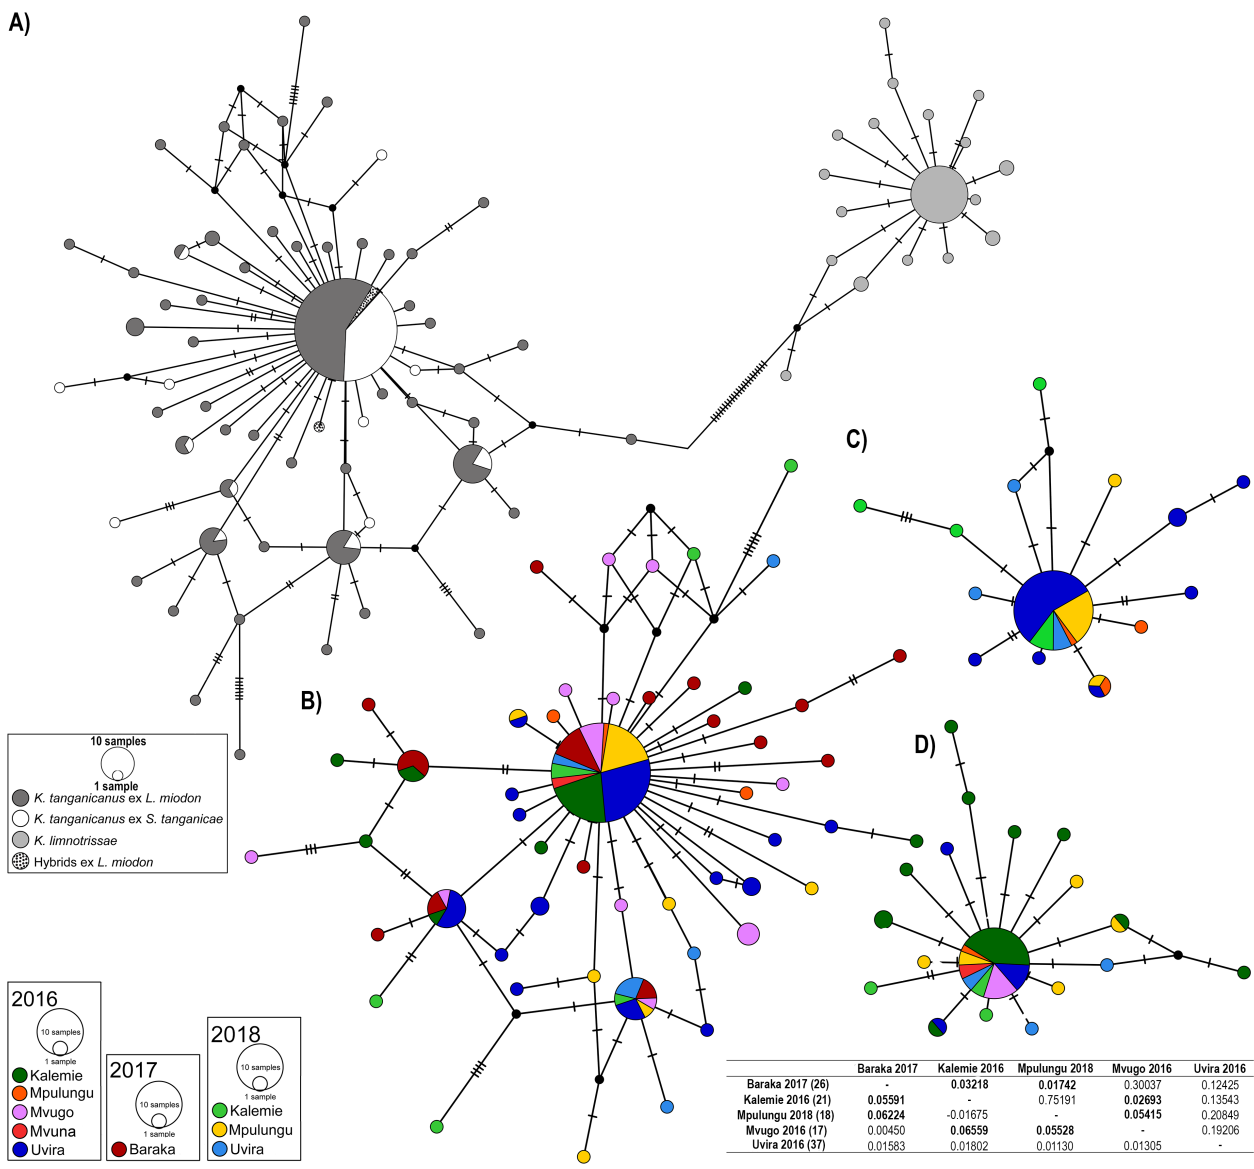 A)
10 samples
1 sample
K. tanganicanus ex L. miodon
K. tanganicanus ex S. tanganicae
K. limnotrissae
Hybrids ex L. miodon
B)
C)
D)
2016
10 samples
1 sample
Kalemie
Mpulungu
Mvugo
Mvuna
Uvira
2017
10 samples
1 sample
Baraka
2018
10 samples
1 sample
Kalemie
Mpulungu
Uvira
Baraka 2017 Kalemie 2016 Mpulungu 2018 Mvugo 2016 Uvira 2016
Baraka 2017 (26) - 0.03218 0.01742 0.30037 0.12425
Kalemie 2016 (21) 0.05591 - 0.75191 0.02693 0.13543
Mpulungu 2018 (18) 0.06224 -0.01675 - 0.05415 0.20849
Mvugo 2016 (17) 0.00450 0.06559 0.05528 - 0.19206
Uvira 2016 (37) 0.01583 0.01802 0.01130 0.01305 -